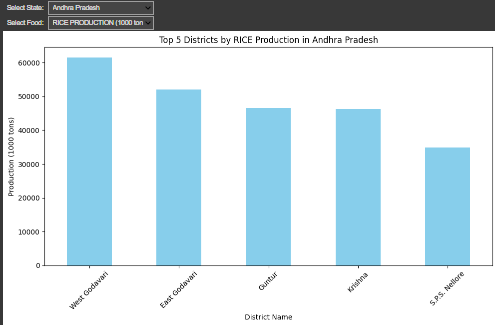 Select State: Andhra Pradesh
Select Food: RICE PRODUCTION (1000 ton
Top 5 Districts by RICE Production in Andhra Pradesh
Production (1000 tons)
60000
50000
40000
30000
20000
10000
0
West Godavari
East Godavari
Guntur
Krishna
S.P.S. Nellore
District Name